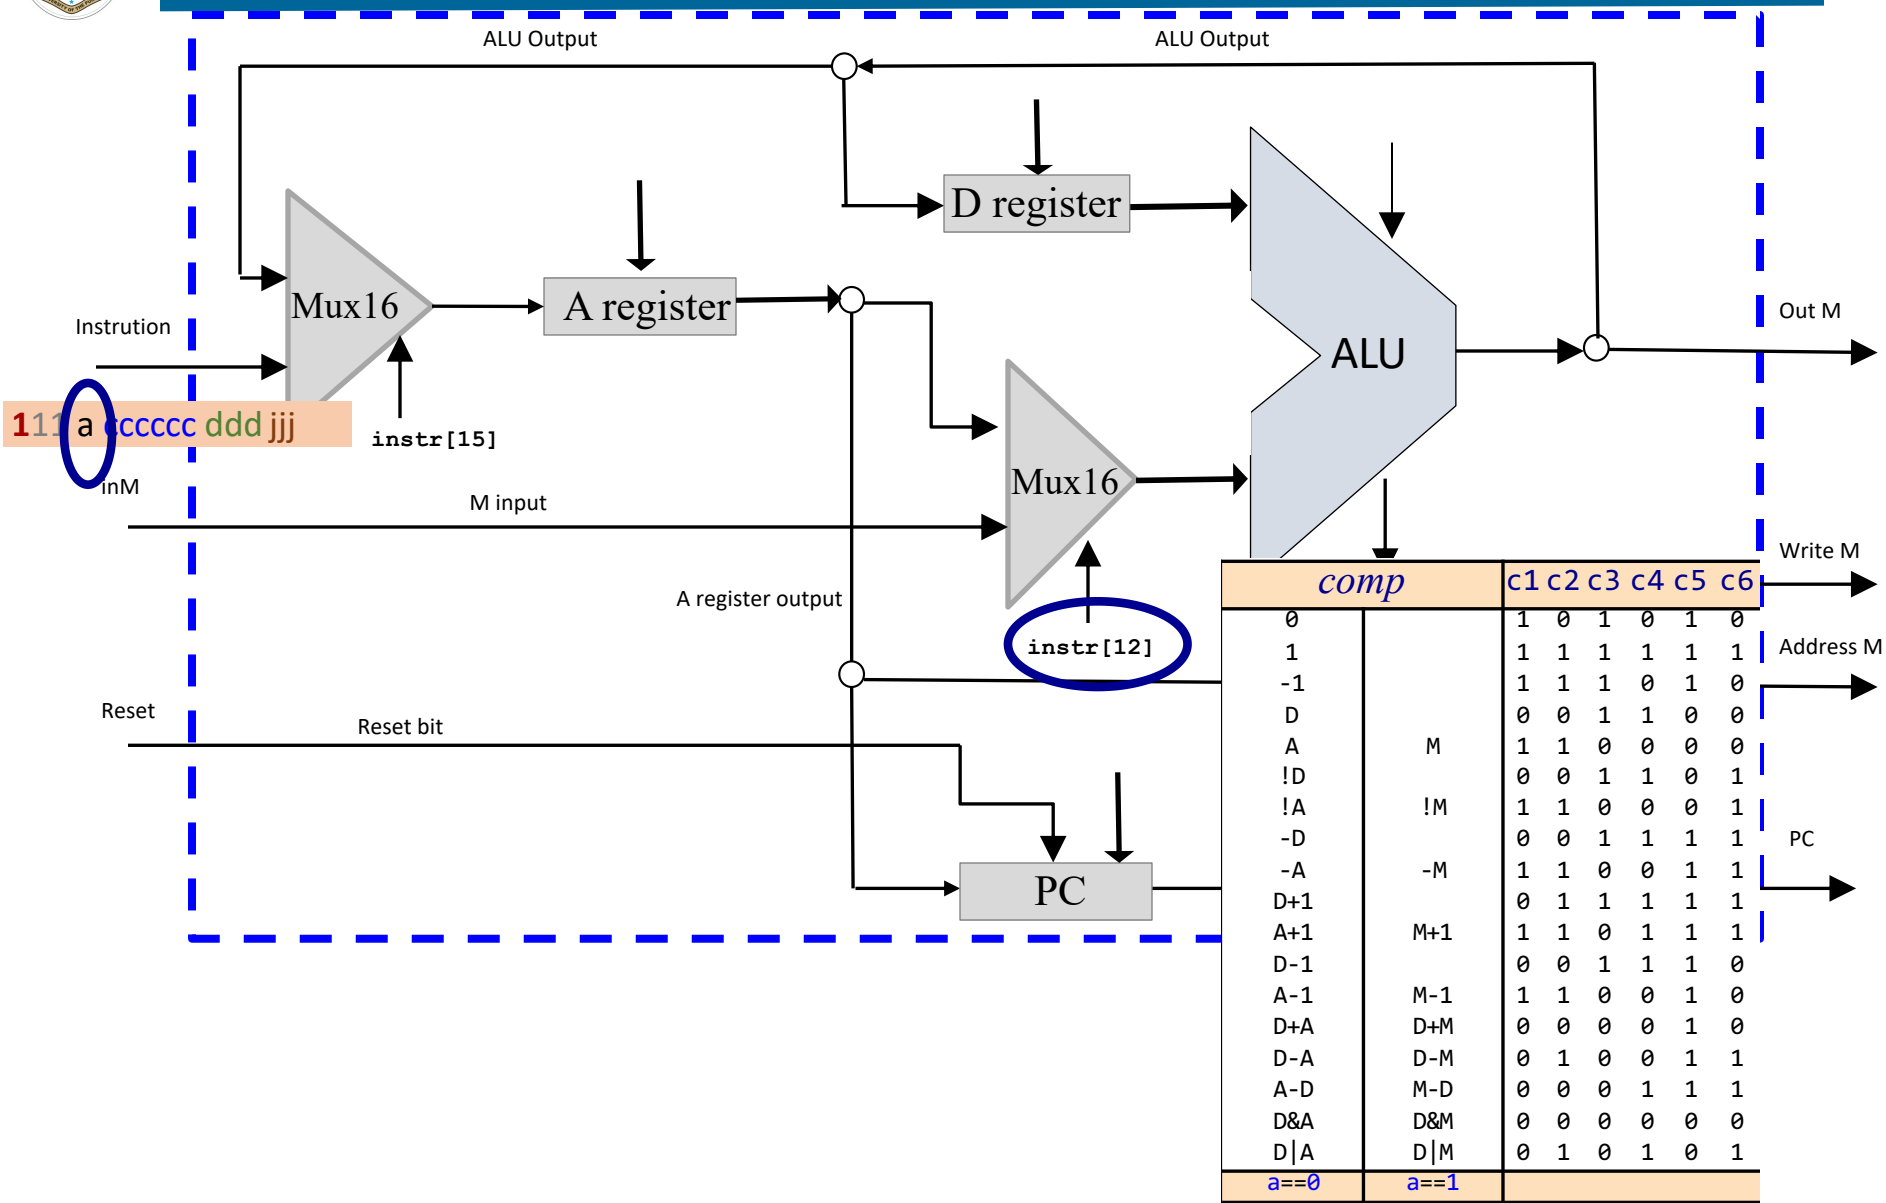 ALU Output
ALU Output
D register
Mux16
A register
Instrution
Out M
ALU
111 a cccccc ddd jjj
instr[15]
inM
M input
Mux16
Write M
A register output
instr[12]
Address M
Reset
Reset bit
PC
PC
comp c1 c2 c3 c4 c5 c6
0 1 0 1 0 1 0
1 1 1 1 1 1 1
-1 1 1 1 0 1 0
D 0 0 1 1 0 0
A M 1 1 0 0 0 0
!D 0 0 1 1 0 1
!A !M 1 1 0 0 0 1
-D 0 0 1 1 1 1
-A -M 1 1 0 0 1 1
D+1 0 1 1 1 1 1
A+1 M+1 1 1 0 1 1 1
D-1 0 0 1 1 1 0
A-1 M-1 1 1 0 0 1 0
D+A D+M 0 0 0 0 1 0
D-A D-M 0 1 0 0 1 1
A-D M-D 0 0 0 1 1 1
D&A D&M 0 0 0 0 0 0
D|A D|M 0 1 0 1 0 1
a==0 a==1